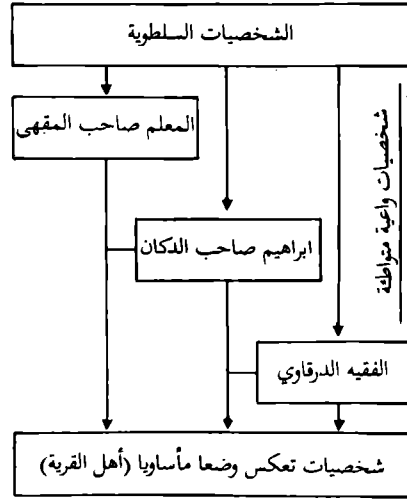 الشخصيات السلطوية
المعلم صاحب المقهى
شخصيات واعية متواطئة
ابراهيم صاحب الدكان
الفقيه الدرقاوي
شخصيات تعكس وضعا مأساويا (أهل القرية)